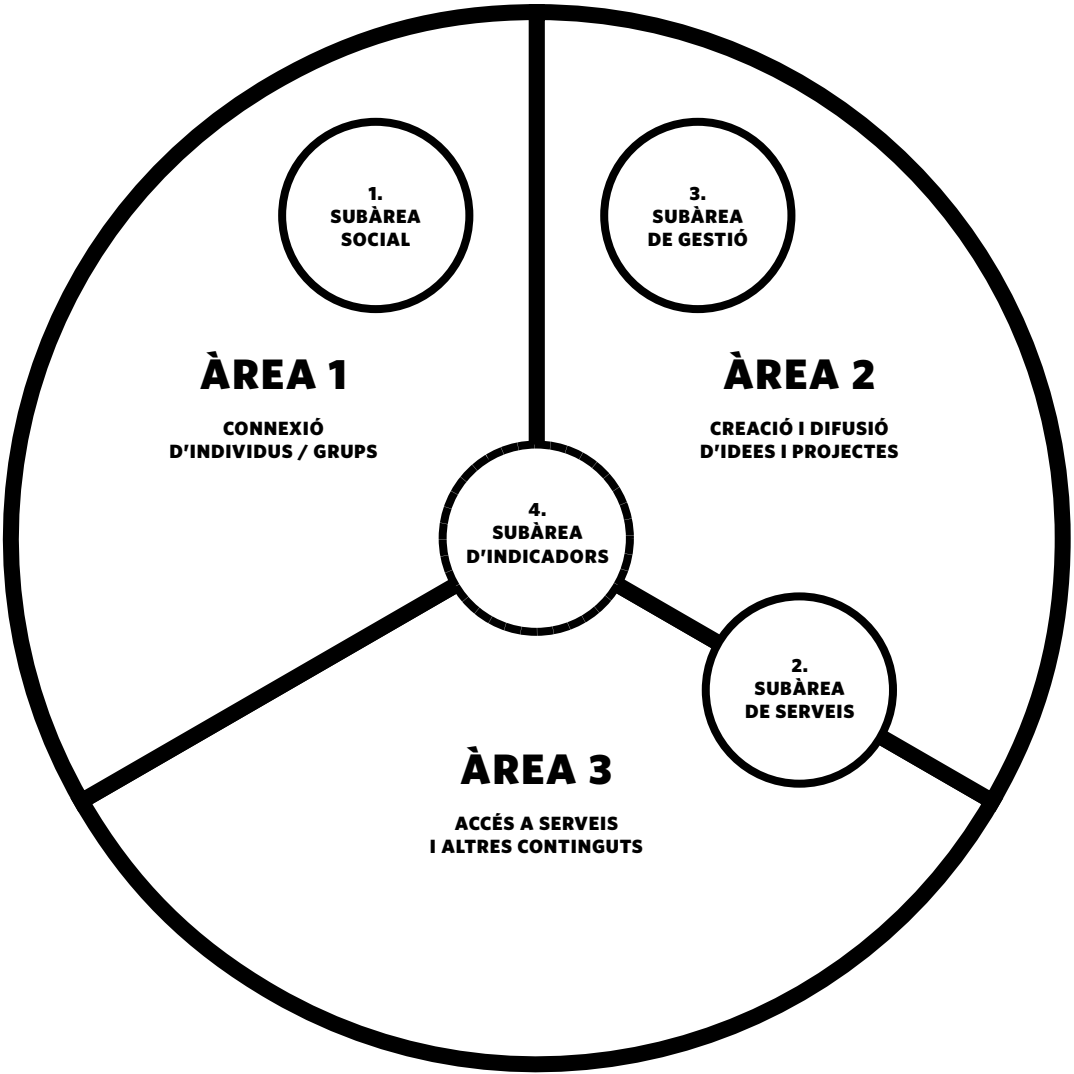 1.
SUBÀREA
SOCIAL
3.
SUBÀREA
DE GESTIÓ
ÀREA 1
CONNEXIÓ
D'INDIVIDUS / GRUPS
ÀREA 2
CREACIÓ I DIFUSIÓ
D'IDEES I PROJECTES
4.
SUBÀREA
D'INDICADORS
2.
SUBÀREA
DE SERVEIS
ÀREA 3
ACCÉS A SERVEIS
I ALTRES CONTINGUTS